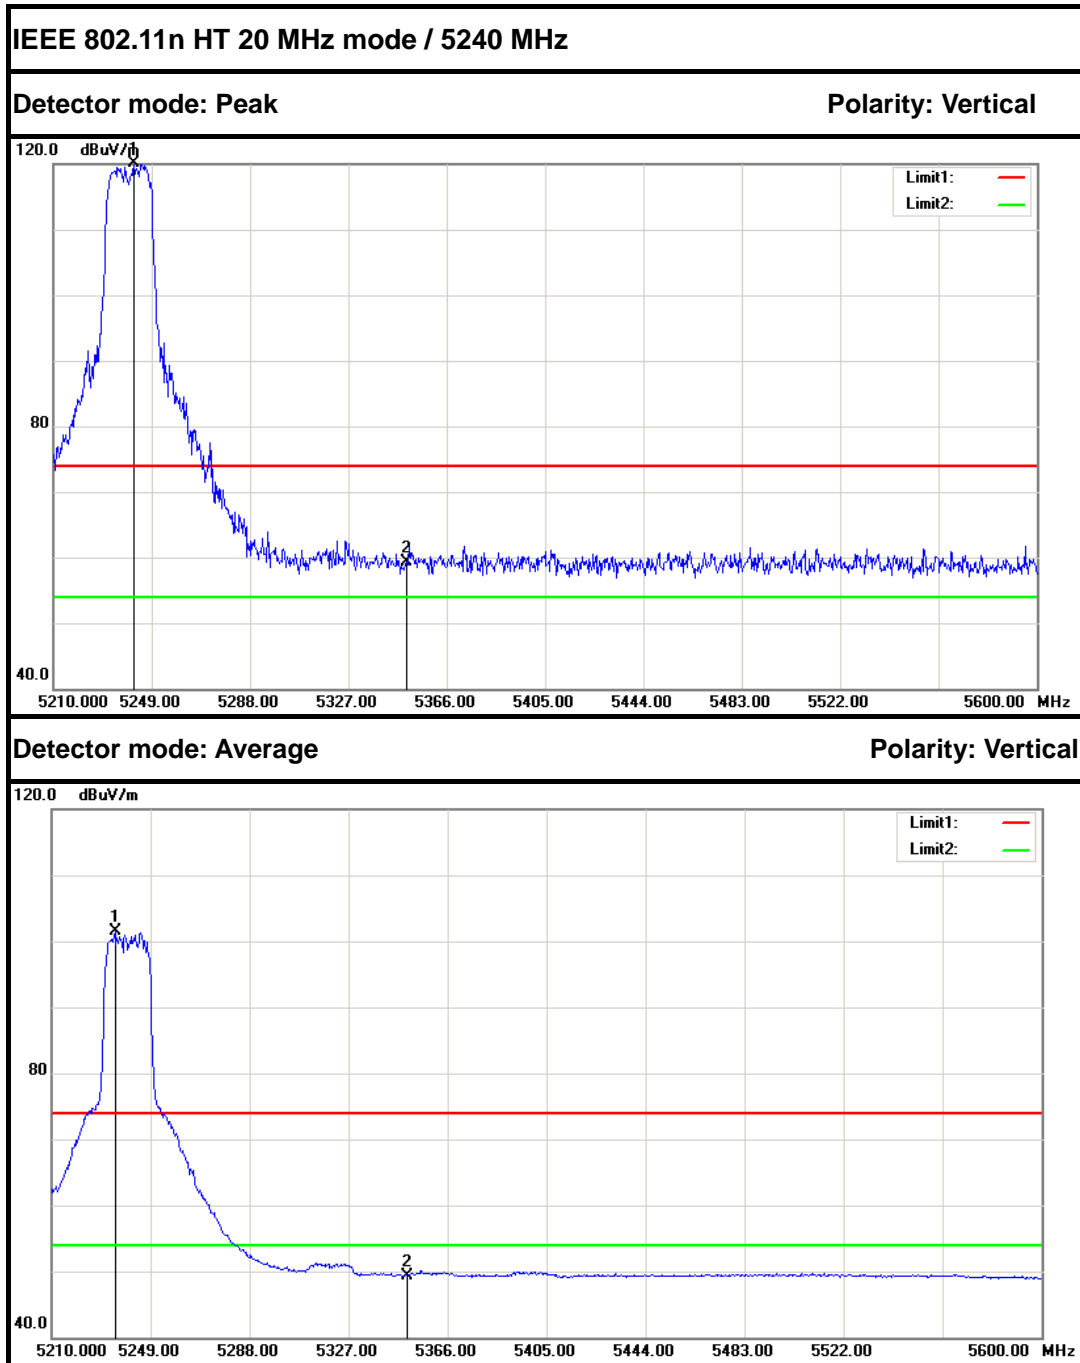 IEEE 802.11n HT 20 MHz mode / 5240 MHz
Detector mode: Peak Polarity: Vertical
120.0 dBuV/m
1
Limit1:
Limit2:
80
2
40.0
5210.000 5249.00 5288.00 5327.00 5366.00 5405.00 5444.00 5483.00 5522.00 5600.00 MHz
Detector mode: Average Polarity: Vertical
120.0 dBuV/m
Limit1:
Limit2:
1
80
2
40.0
5210.000 5249.00 5288.00 5327.00 5366.00 5405.00 5444.00 5483.00 5522.00 5600.00 MHz